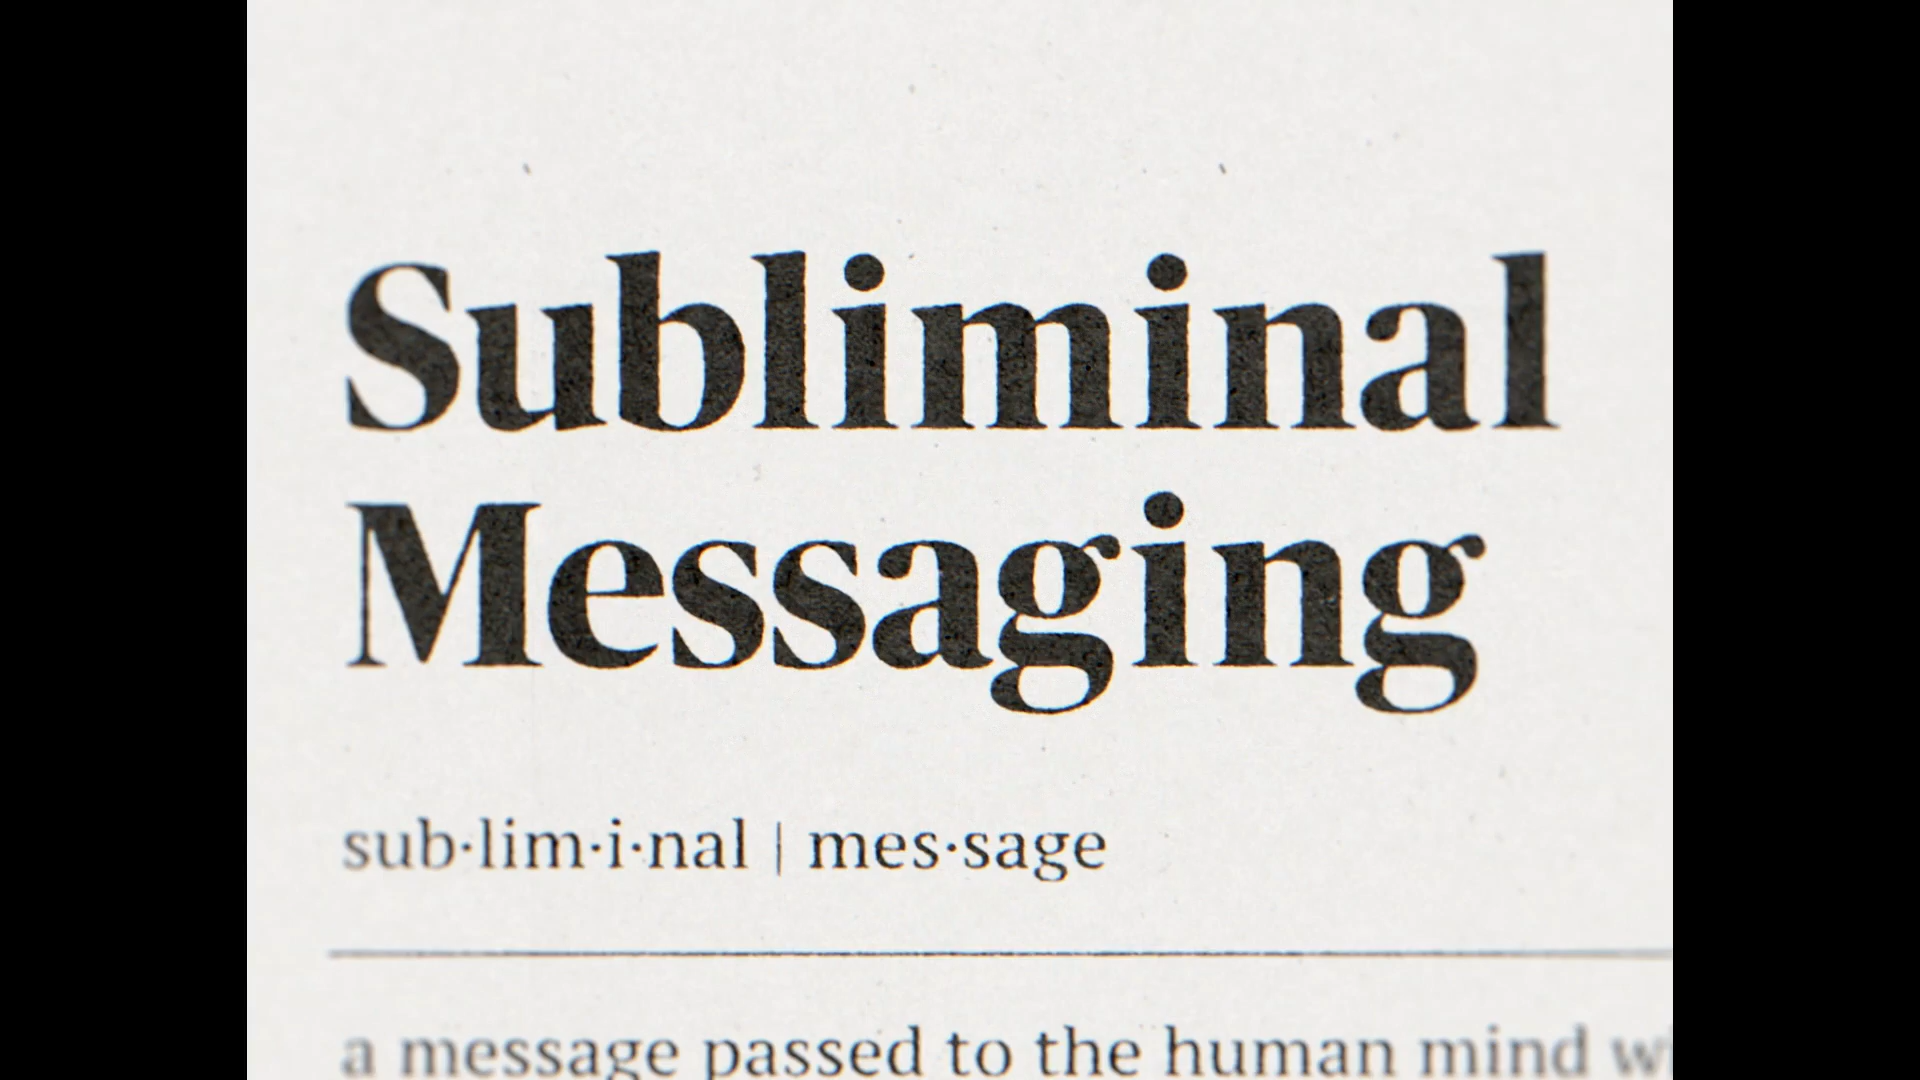 Subliminal
Messaging
sub·lim·i·nal | mes·sage
a message passed to the human mind